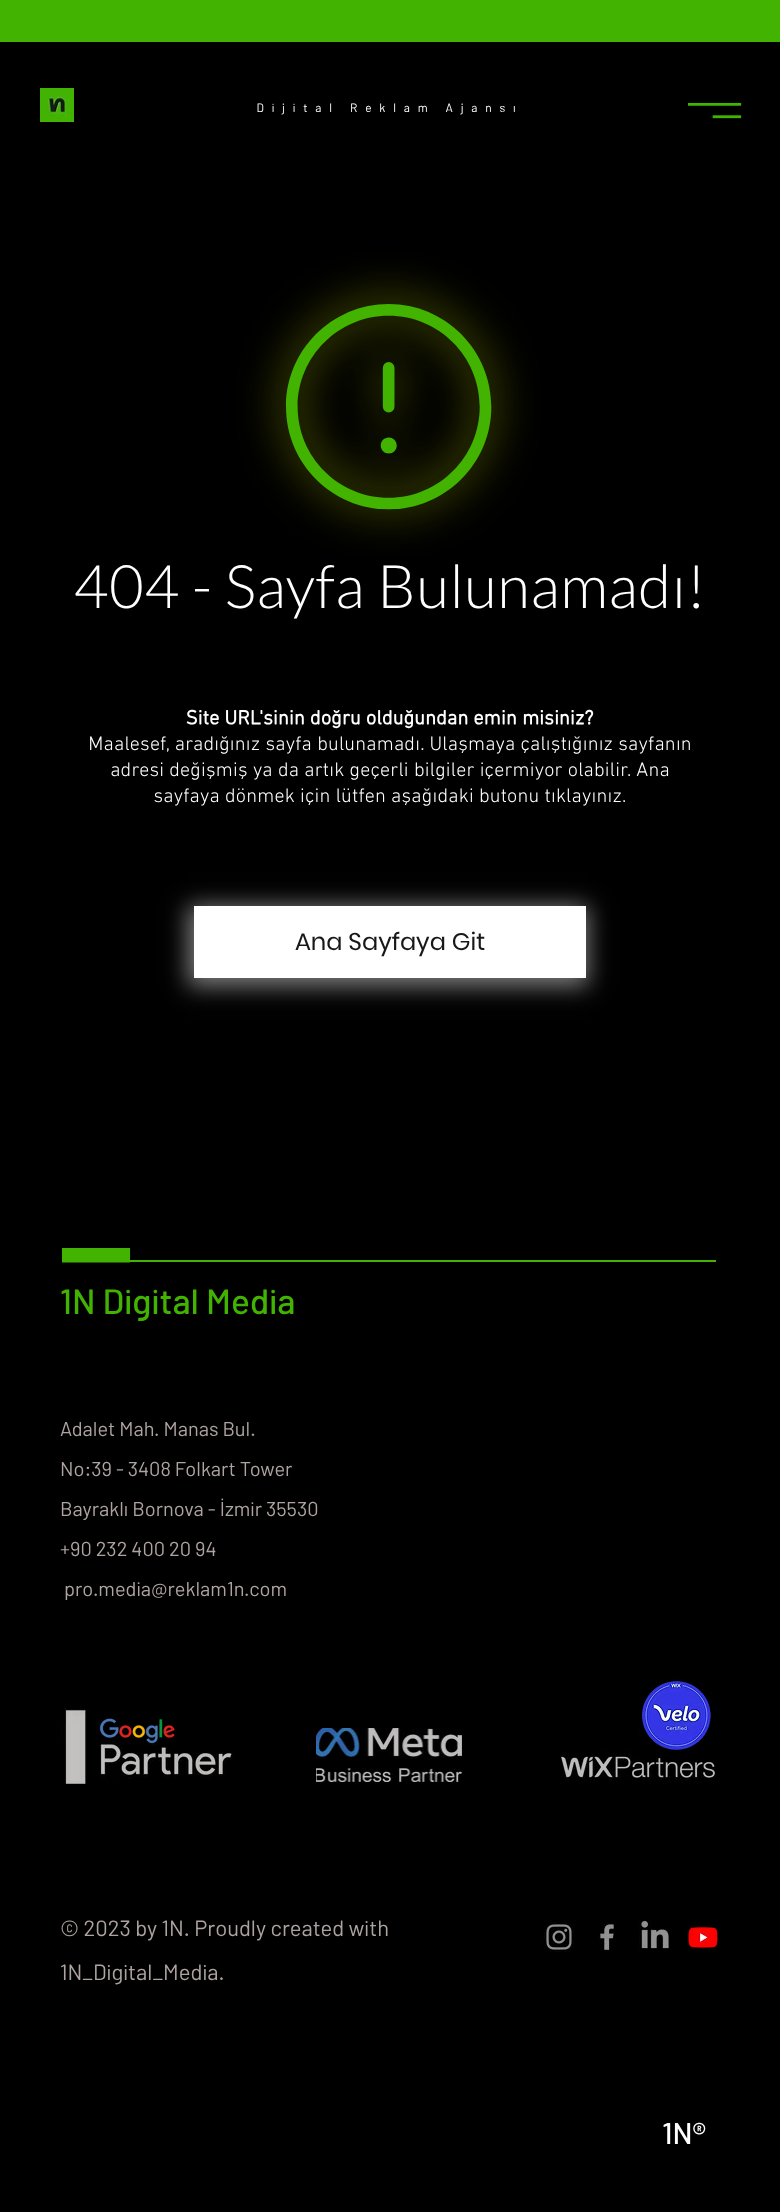 n
Dijital Reklam Ajansı
404 - Sayfa Bulunamadı!
Site URL'sinin doğru olduğundan emin misiniz?
Maalesef, aradığınız sayfa bulunamadı. Ulaşmaya çalıştığınız sayfanın
adresi değişmiş ya da artık geçerli bilgiler içermiyor olabilir. Ana
sayfaya dönmek için lütfen aşağıdaki butonu tıklayınız.
Ana Sayfaya Git
1N Digital Media
Adalet Mah. Manas Bul.
No:39 - 3408 Folkart Tower
Bayraklı Bornova - İzmir 35530
+90 232 400 20 94
pro.media@reklam1n.com
Google
Partner
Meta
Business Partner
WiX
velo
Certified
WiXPartners
© 2023 by 1N. Proudly created with
1N_Digital_Media.
1N®